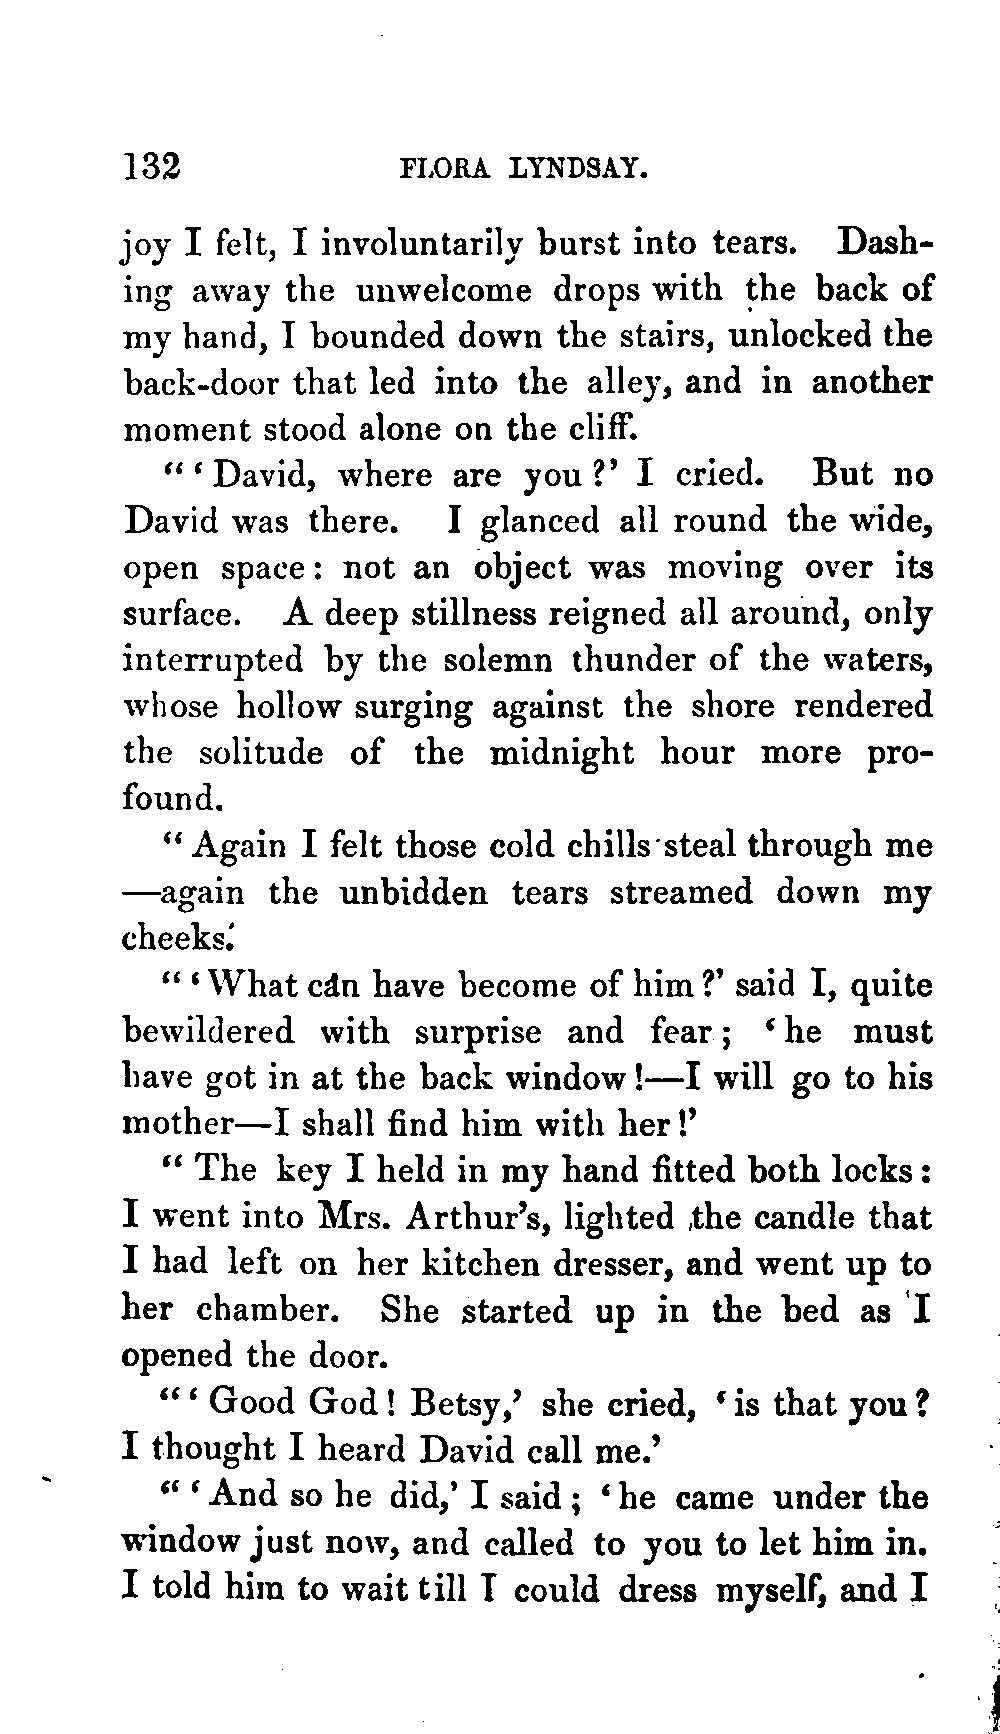 132 FLORA LYNDSAY.
joy I felt, I involuntarily burst into tears. Dash-
ing away the unwelcome drops with the back of
my hand, I bounded down the stairs, unlocked the
back-door that led into the alley, and in another
moment stood alone on the cliff.
“‘David, where are you?’ I cried. But no
David was there. I glanced all round the wide,
open space: not an object was moving over its
surface. A deep stillness reigned all around, only
interrupted by the solemn thunder of the waters,
whose hollow surging against the shore rendered
the solitude of the midnight hour more pro-
found.
“Again I felt those cold chills steal through me
—again the unbidden tears streamed down my
cheeks.
“‘What can have become of him?’ said I, quite
bewildered with surprise and fear; ‘he must
have got in at the back window!—I will go to his
mother—I shall find him with her!’
“The key I held in my hand fitted both locks:
I went into Mrs. Arthur’s, lighted the candle that
I had left on her kitchen dresser, and went up to
her chamber. She started up in the bed as I
opened the door.
“‘Good God! Betsy,’ she cried, ‘is that you?
I thought I heard David call me.’
“‘And so he did,’ I said; ‘he came under the
window just now, and called to you to let him in.
I told him to wait till I could dress myself, and I